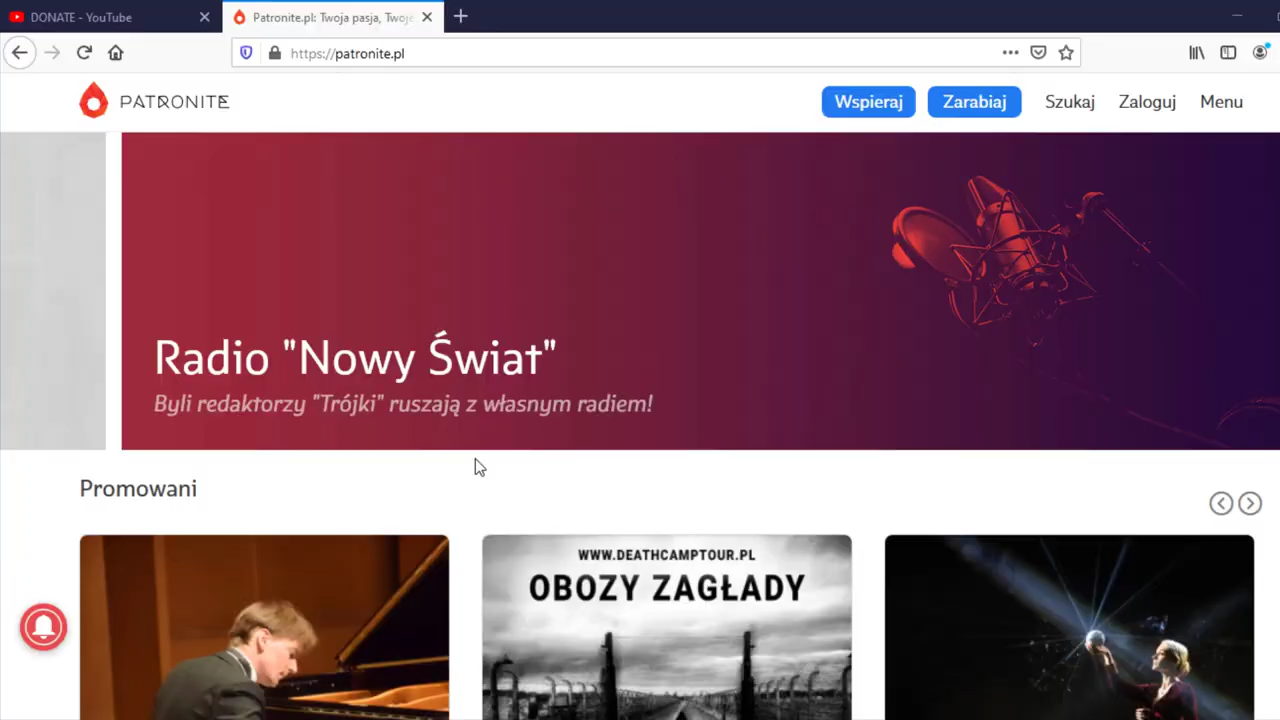 DONATE - YouTube
Patronite.pl: Twoja pasja, Twoje
https://patronite.pl
PATRONITE
Wspieraj
Zarabiaj
Szukaj
Zaloguj
Menu
Radio "Nowy Świat"
Byli redaktorzy "Trójki" ruszają z własnym radiem!
Promowani
WWW.DEATHCAMPTOUR.PL
OBOZY ZAGŁADY